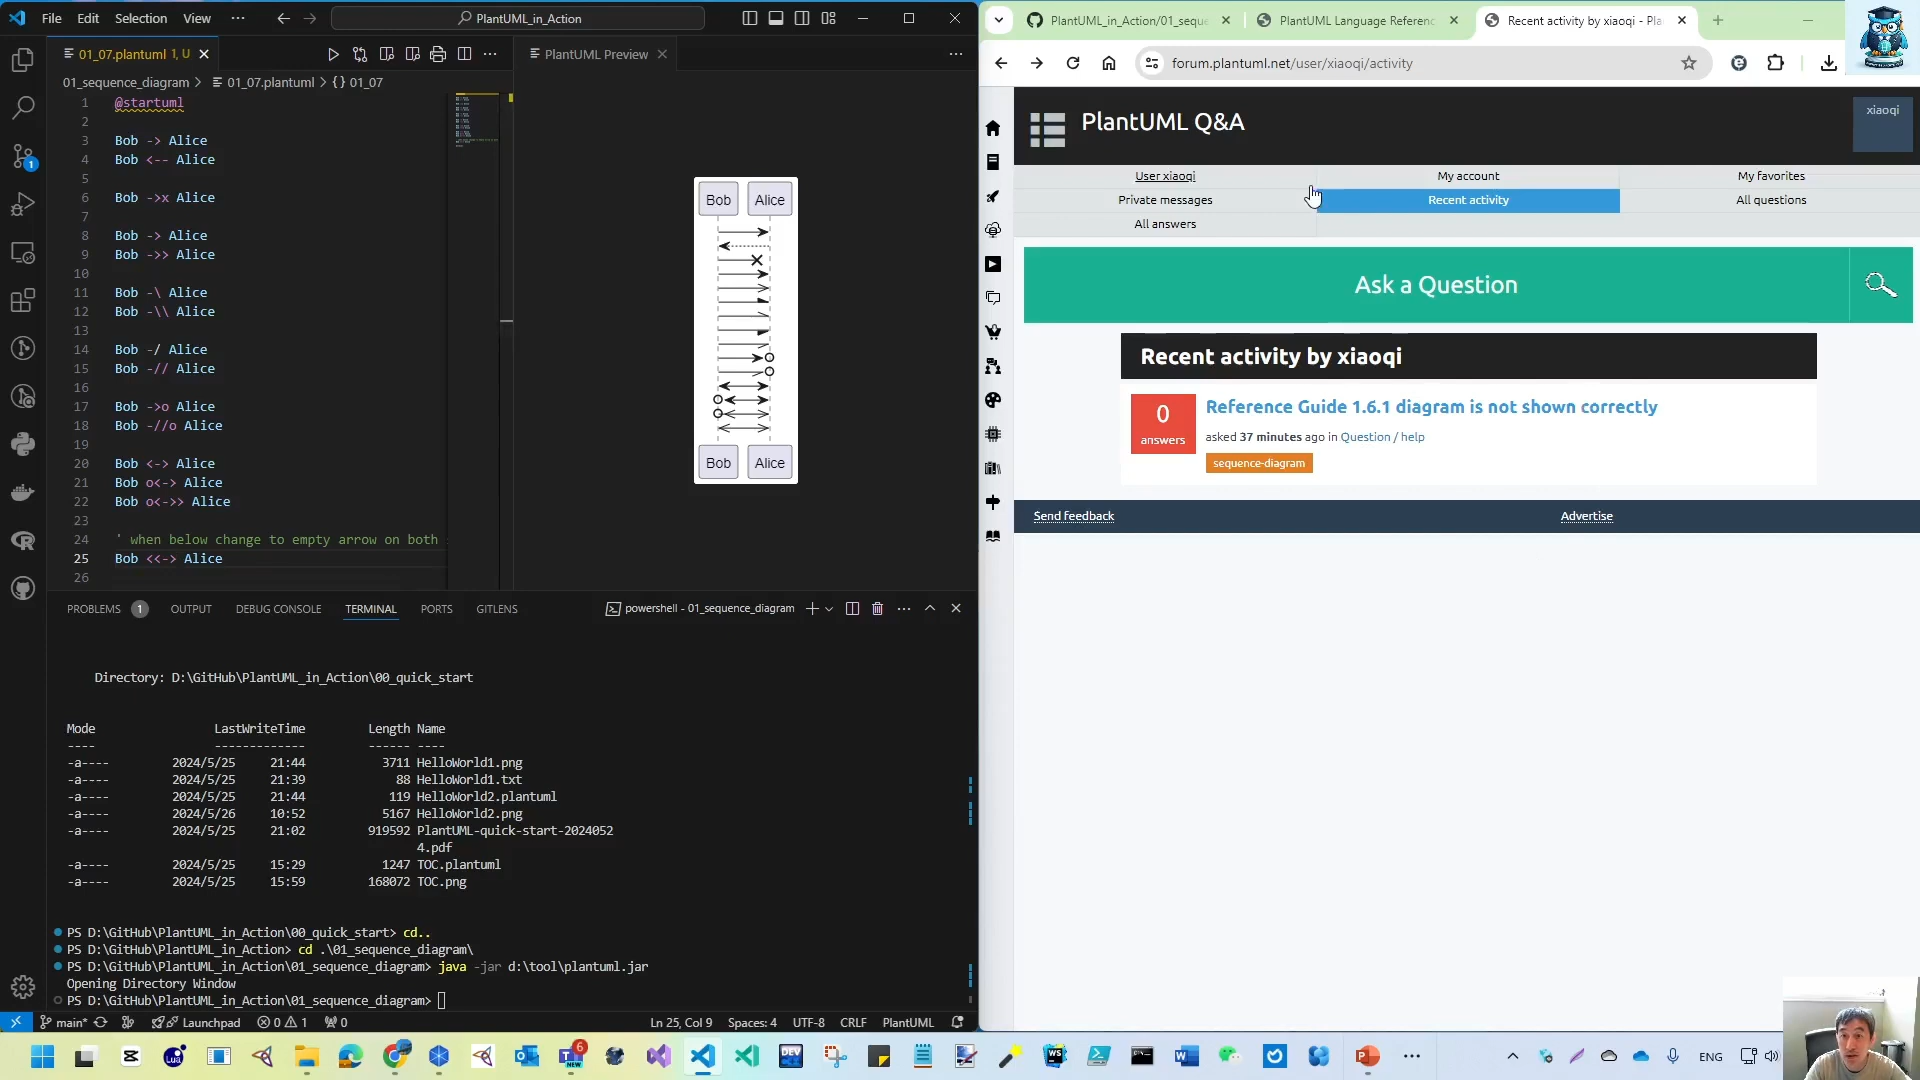 File Edit Selection View ···
PlantUML_in_Action
01_07.plantuml 1, U
01_sequence_diagram > 01_07.plantuml > {} 01_07
1 @startuml
2
3 Bob -> Alice
4 Bob <-- Alice
5
6 Bob ->x Alice
7
8 Bob -> Alice
9 Bob ->> Alice
10
11 Bob -\ Alice
12 Bob -\\ Alice
13
14 Bob -/ Alice
15 Bob -// Alice
16
17 Bob ->o Alice
18 Bob -//o Alice
19
20 Bob <-> Alice
21 Bob o<-> Alice
22 Bob o<->> Alice
23
24 ' when below change to empty arrow on both
25 Bob <<-> Alice
26
PlantUML Preview
Bob Alice
Bob Alice
PROBLEMS 1 OUTPUT DEBUG CONSOLE TERMINAL PORTS GITLENS
powershell - 01_sequence_diagram
Directory: D:\GitHub\PlantUML_in_Action\00_quick_start
Mode LastWriteTime Length Name
---- ------------- ------ ----
-a---- 2024/5/25 21:44 3711 HelloWorld1.png
-a---- 2024/5/25 21:39 88 HelloWorld1.txt
-a---- 2024/5/25 21:44 119 HelloWorld2.plantuml
-a---- 2024/5/26 10:52 5167 HelloWorld2.png
-a---- 2024/5/25 21:02 919592 PlantUML-quick-start-2024052
4.pdf
-a---- 2024/5/25 15:29 1247 TOC.plantuml
-a---- 2024/5/25 15:59 168072 TOC.png
PS D:\GitHub\PlantUML_in_Action\00_quick_start> cd..
PS D:\GitHub\PlantUML_in_Action> cd .\01_sequence_diagram\
PS D:\GitHub\PlantUML_in_Action\01_sequence_diagram> java -jar d:\tool\plantuml.jar
Opening Directory Window
PS D:\GitHub\PlantUML_in_Action\01_sequence_diagram>
main* Launchpad 0 1 0 Ln 25, Col 9 Spaces: 4 UTF-8 CRLF PlantUML
PlantUML_in_Action/01_seque
PlantUML Language Referenc
Recent activity by xiaoqi - Pla
forum.plantuml.net/user/xiaoqi/activity
PlantUML Q&A
xiaoqi
User xiaoqi My account My favorites
Private messages Recent activity All questions
All answers
Ask a Question
Recent activity by xiaoqi
0
answers
Reference Guide 1.6.1 diagram is not shown correctly
asked 37 minutes ago in Question / help
sequence-diagram
Send feedback Advertise
ENG